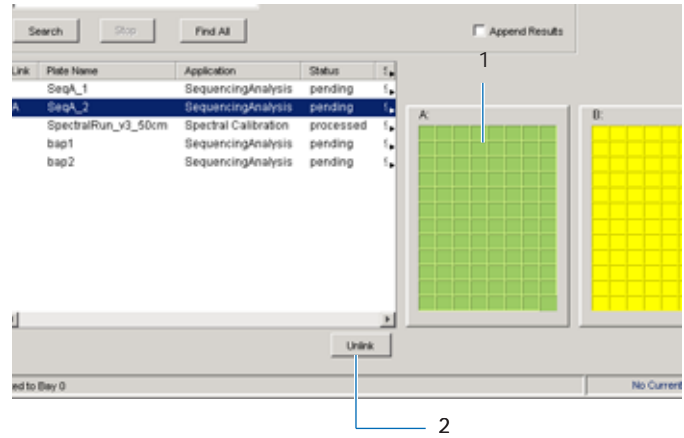 Search Stop Find All Append Results
1
Link Plate Name Application Status
SeqA_1 SequencingAnalysis pending
A SeqA_2 SequencingAnalysis pending
SpectralRun_v3_50cm Spectral Calibration processed
bap1 SequencingAnalysis pending
bap2 SequencingAnalysis pending
A: B:
Unlink
ed to Bay 0 No Current
2